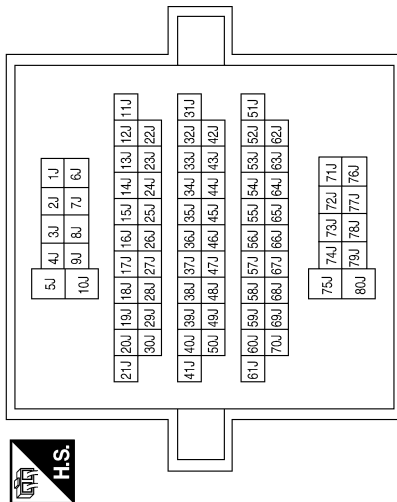 H.S.
5J 4J 3J 2J 1J
10J 9J 8J 7J 6J
21J 20J 19J 18J 17J 16J 15J 14J 13J 12J 11J
30J 29J 28J 27J 26J 25J 24J 23J 22J
41J 40J 39J 38J 37J 36J 35J 34J 33J 32J 31J
50J 49J 48J 47J 46J 45J 44J 43J 42J
61J 60J 59J 58J 57J 56J 55J 54J 53J 52J 51J
70J 69J 68J 67J 66J 65J 64J 63J 62J
75J 74J 73J 72J 71J
80J 79J 78J 77J 76J